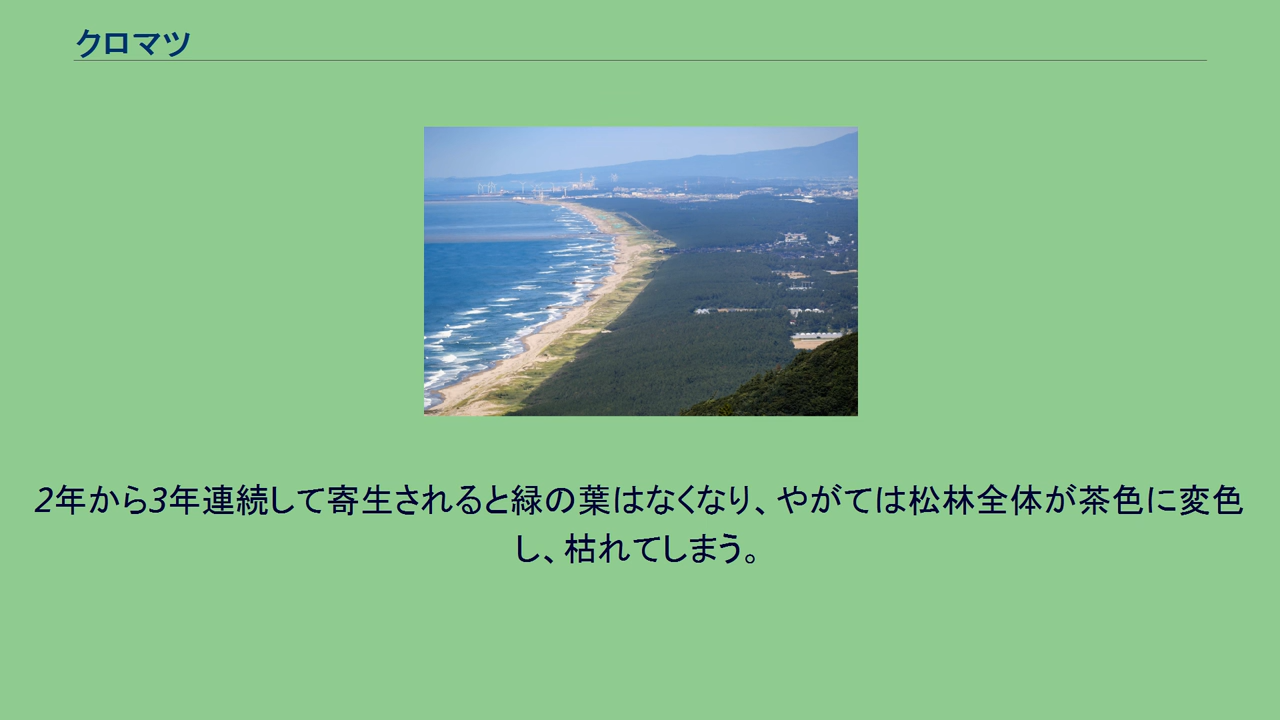 クロマツ
2年から3年連続して寄生されると緑の葉はなくなり、やがては松林全体が茶色に変色
し、枯れてしまう。